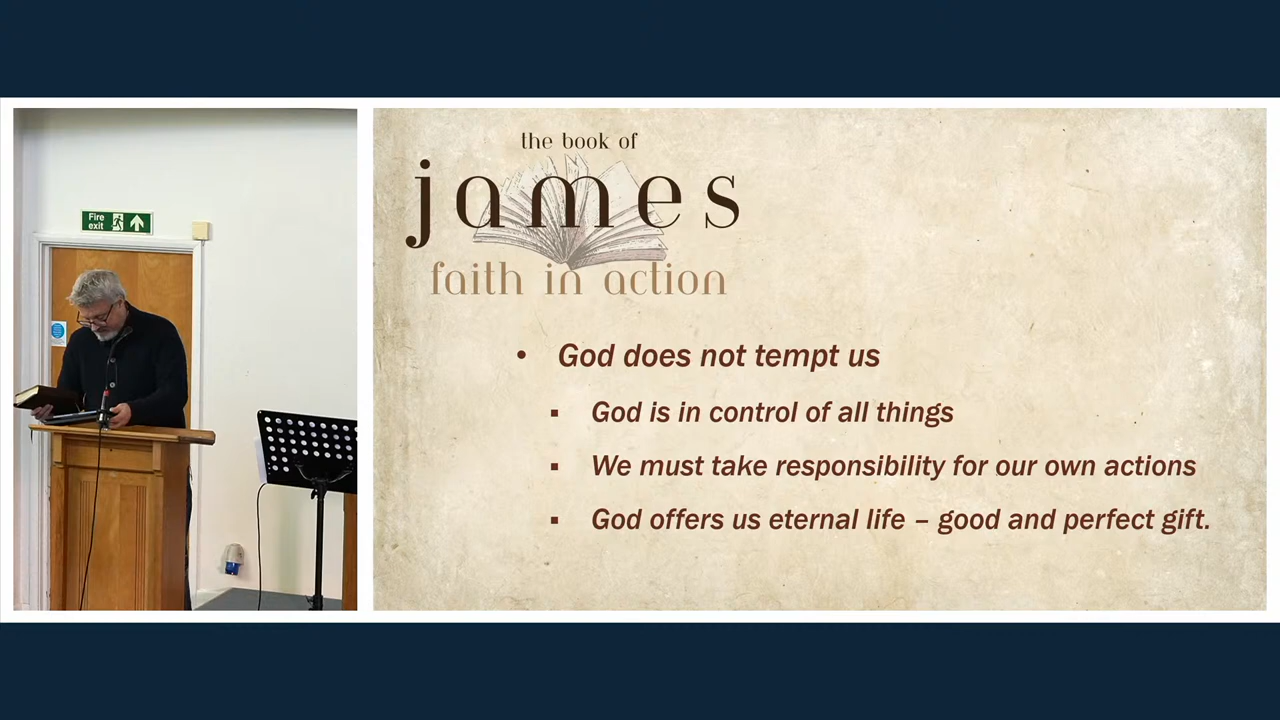 Fire
exit
the book of
james
faith in action
• God does not tempt us
▪ God is in control of all things
▪ We must take responsibility for our own actions
▪ God offers us eternal life – good and perfect gift.